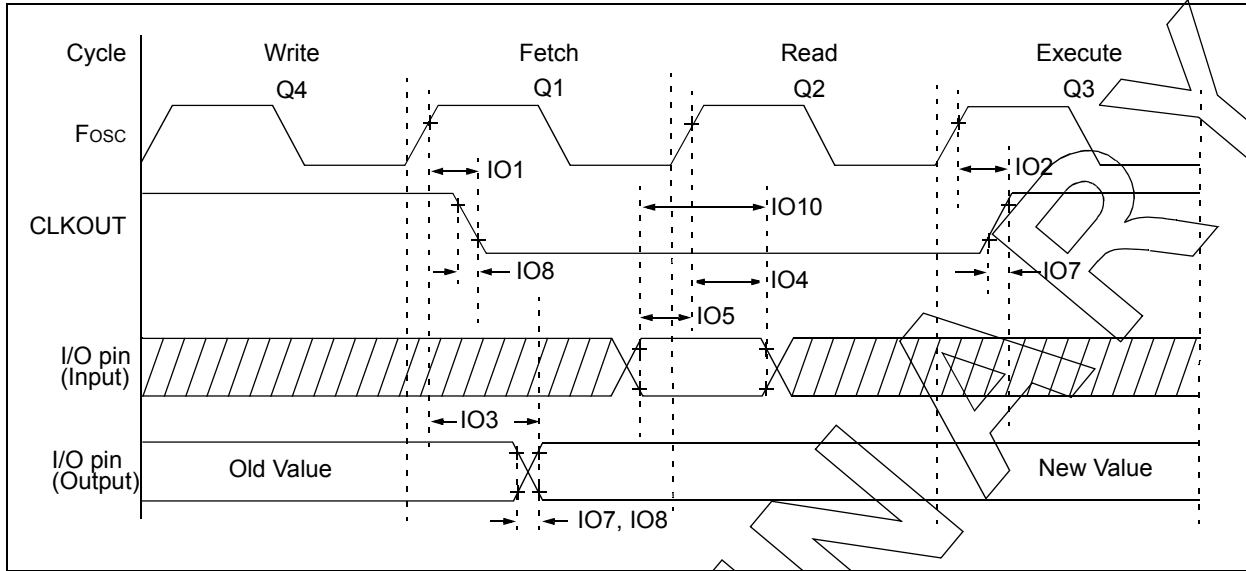 Cycle Write Fetch Read Execute
Q4 Q1 Q2 Q3
FOSC
IO1 IO2
CLKOUT
IO10
IO8 IO7
IO4
IO5
I/O pin
(Input)
IO3
I/O pin
(Output)
Old Value New Value
IO7, IO8